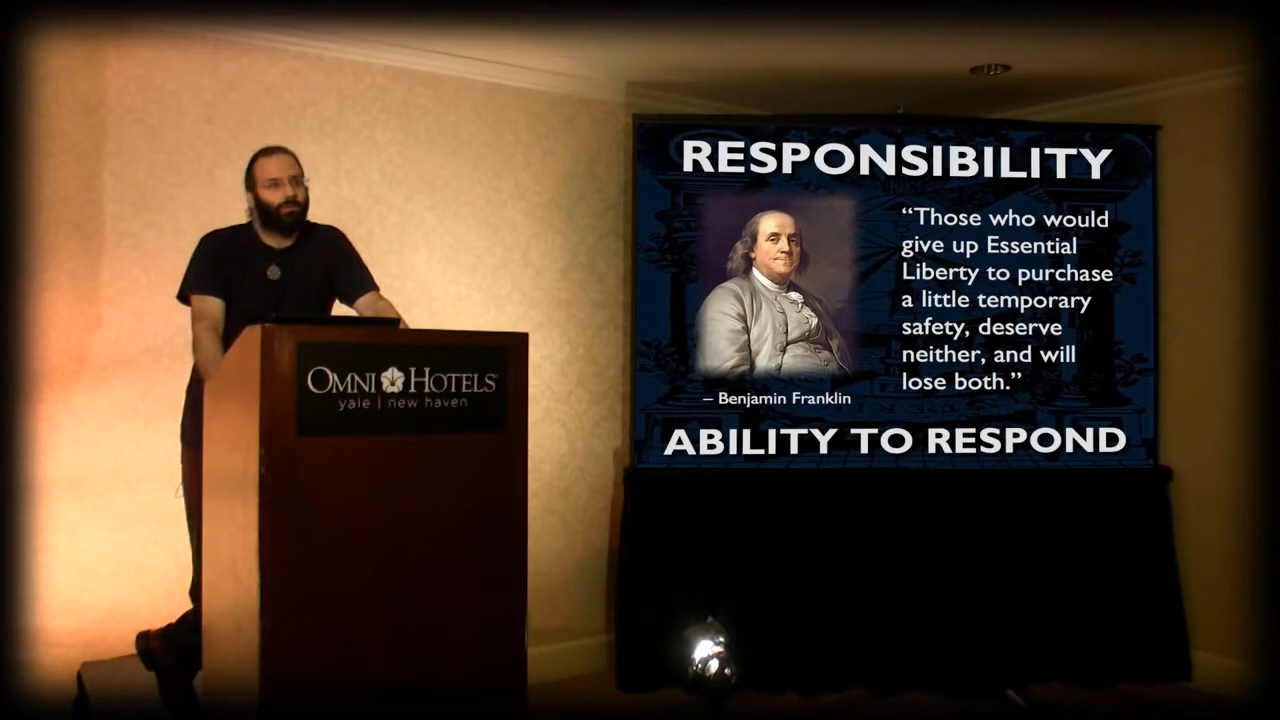 OMNI HOTELS
yale | new haven
RESPONSIBILITY
“Those who would
give up Essential
Liberty to purchase
a little temporary
safety, deserve
neither, and will
lose both.”
– Benjamin Franklin
ABILITY TO RESPOND